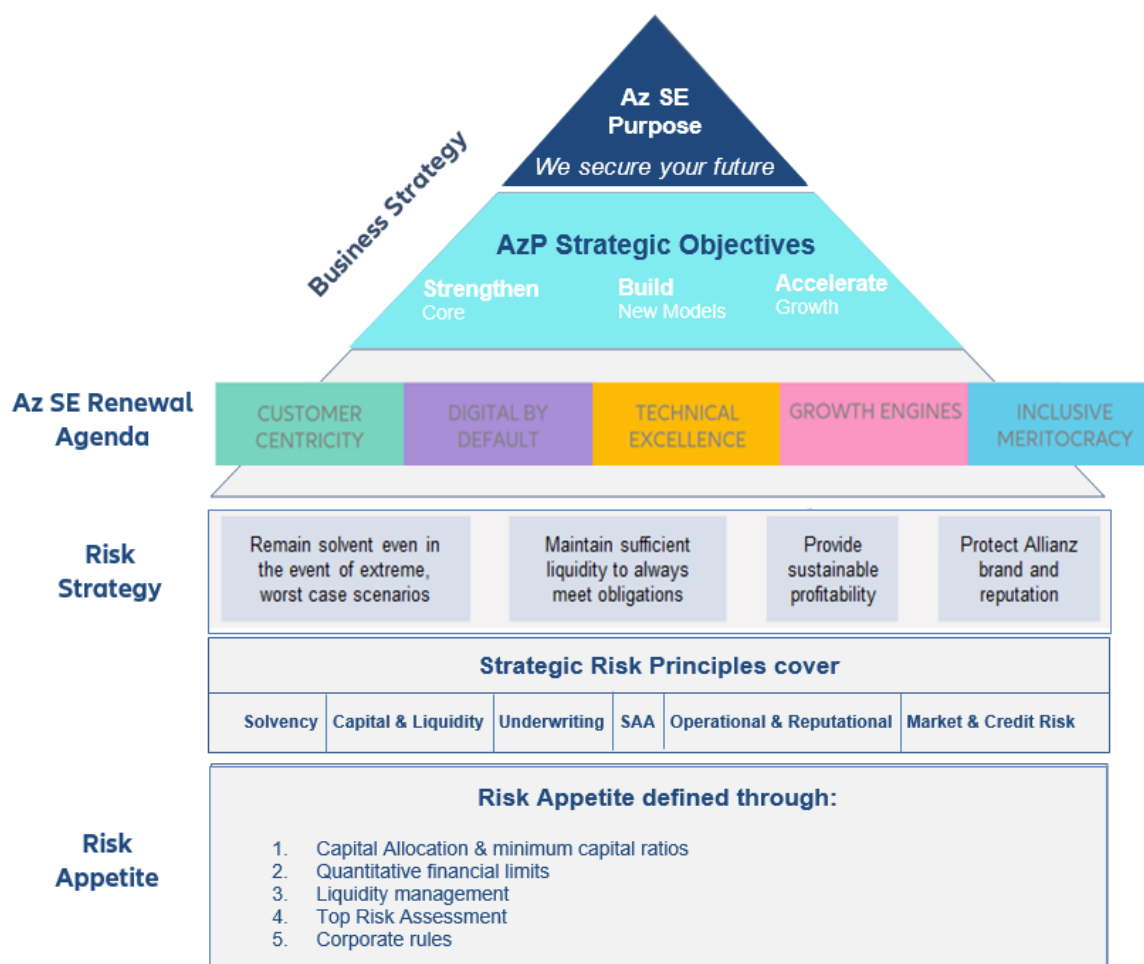 Az SE
Purpose
We secure your future
Business Strategy
AzP Strategic Objectives
Strengthen
Core
Build
New Models
Accelerate
Growth
Az SE Renewal
Agenda
CUSTOMER
CENTRICITY
DIGITAL BY
DEFAULT
TECHNICAL
EXCELLENCE
GROWTH ENGINES
INCLUSIVE
MERITOCRACY
Risk
Strategy
Remain solvent even in
the event of extreme,
worst case scenarios
Maintain sufficient
liquidity to always
meet obligations
Provide
sustainable
profitability
Protect Allianz
brand and
reputation
Strategic Risk Principles cover
Solvency
Capital & Liquidity
Underwriting
SAA
Operational & Reputational
Market & Credit Risk
Risk
Appetite
Risk Appetite defined through:
1. Capital Allocation & minimum capital ratios
2. Quantitative financial limits
3. Liquidity management
4. Top Risk Assessment
5. Corporate rules